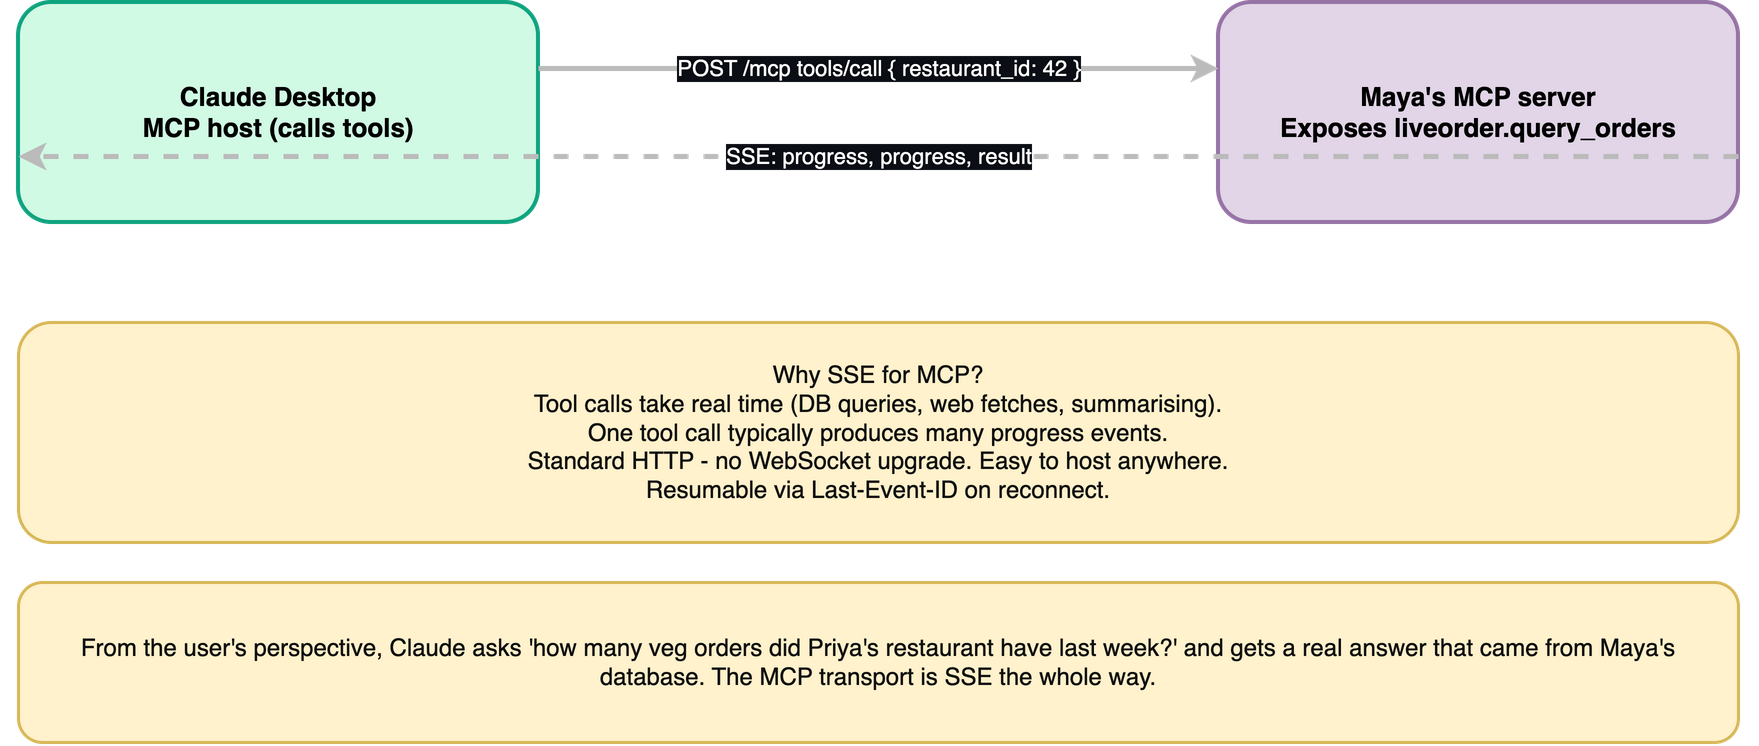 Claude Desktop
MCP host (calls tools)
POST /mcp tools/call { restaurant_id: 42 }
Maya's MCP server
Exposes liveorder.query_orders
SSE: progress, progress, result
Why SSE for MCP?
Tool calls take real time (DB queries, web fetches, summarising).
One tool call typically produces many progress events.
Standard HTTP - no WebSocket upgrade. Easy to host anywhere.
Resumable via Last-Event-ID on reconnect.
From the user's perspective, Claude asks 'how many veg orders did Priya's restaurant have last week?' and gets a real answer that came from Maya's
database. The MCP transport is SSE the whole way.